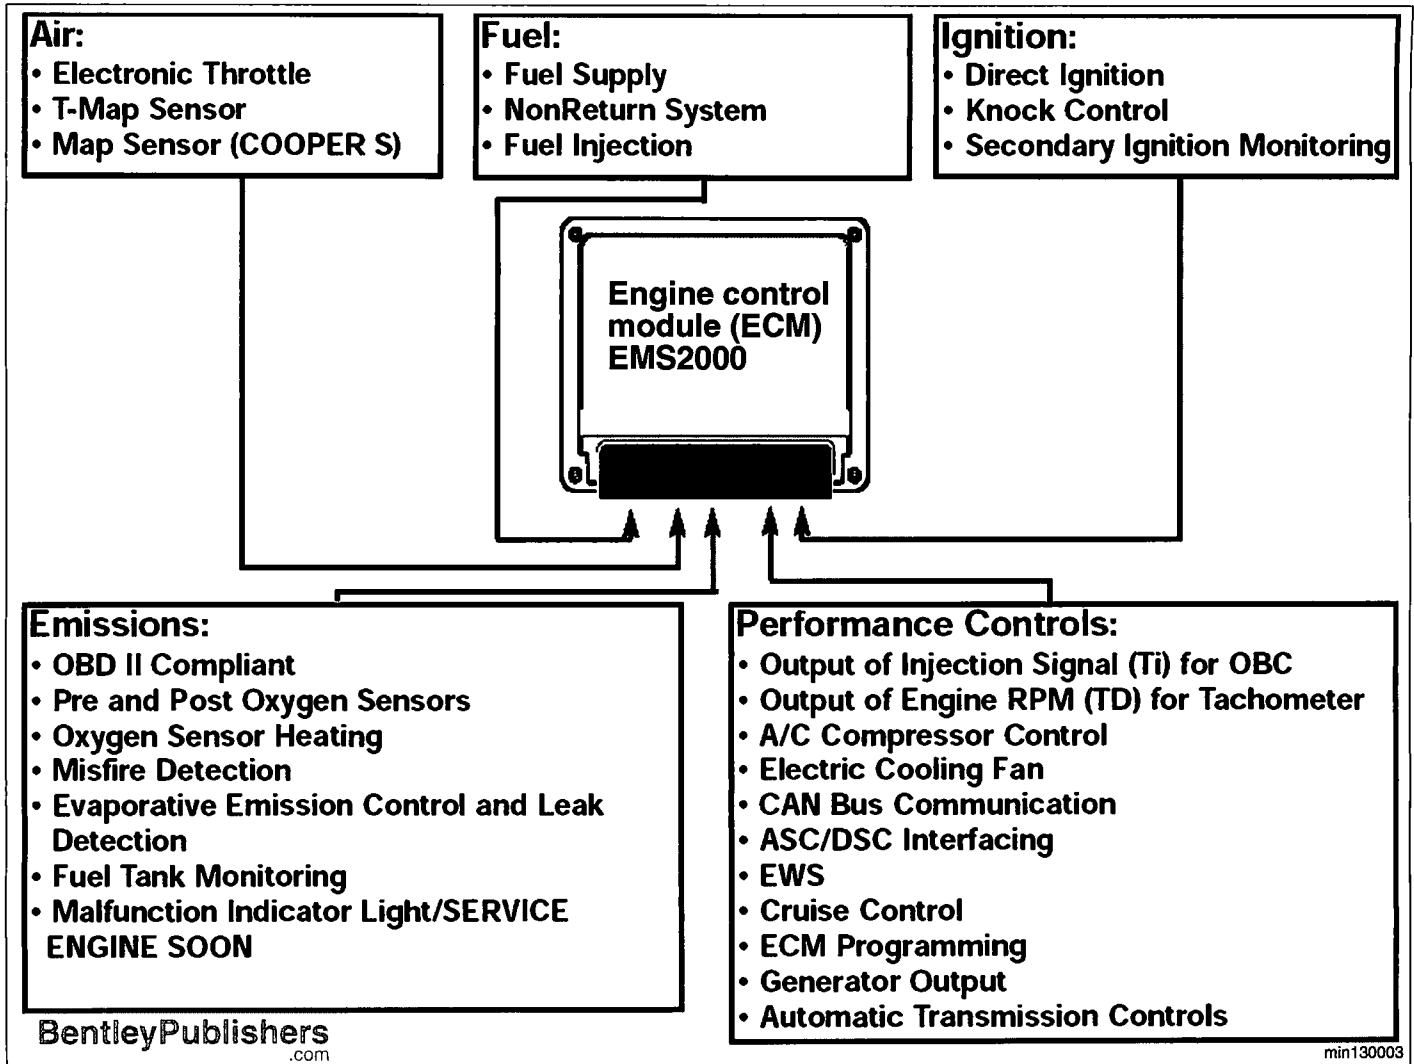 Air:
• Electronic Throttle
• T-Map Sensor
• Map Sensor (COOPER S)
Fuel:
• Fuel Supply
• NonReturn System
• Fuel Injection
Ignition:
• Direct Ignition
• Knock Control
• Secondary Ignition Monitoring
Engine control
module (ECM)
EMS2000
Emissions:
• OBD II Compliant
• Pre and Post Oxygen Sensors
• Oxygen Sensor Heating
• Misfire Detection
• Evaporative Emission Control and Leak
Detection
• Fuel Tank Monitoring
• Malfunction Indicator Light/SERVICE
ENGINE SOON
Performance Controls:
• Output of Injection Signal (Ti) for OBC
• Output of Engine RPM (TD) for Tachometer
• A/C Compressor Control
• Electric Cooling Fan
• CAN Bus Communication
• ASC/DSC Interfacing
• EWS
• Cruise Control
• ECM Programming
• Generator Output
• Automatic Transmission Controls
BentleyPublishers
.com
min130003